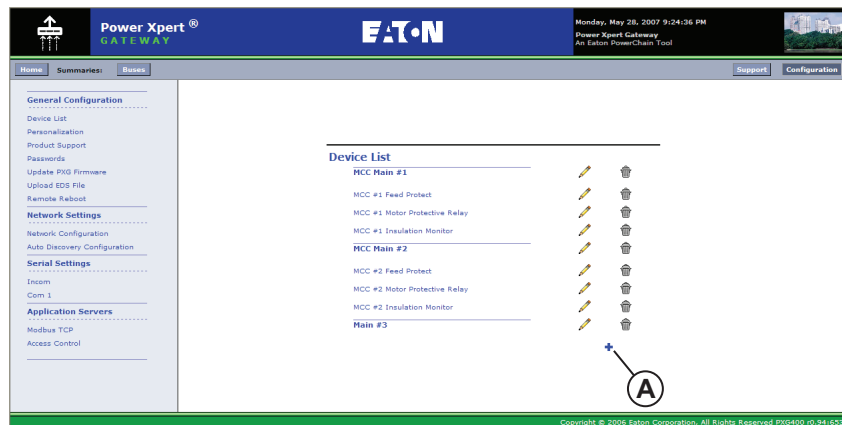 Power Xpert ®
GATEWAY
EATON
Monday, May 28, 2007 9:24:36 PM
Power Xpert Gateway
An Eaton PowerChain Tool
Home Summaries: Buses
Support Configuration
General Configuration
Device List
Personalization
Product Support
Passwords
Update PXG Firmware
Upload EDS File
Remote Reboot
Network Settings
Network Configuration
Auto Discovery Configuration
Serial Settings
Incom
Com 1
Application Servers
Modbus TCP
Access Control
Device List
MCC Main #1
MCC #1 Feed Protect
MCC #1 Motor Protective Relay
MCC #1 Insulation Monitor
MCC Main #2
MCC #2 Feed Protect
MCC #2 Motor Protective Relay
MCC #2 Insulation Monitor
Main #3
A
Copyright © 2006 Eaton Corporation, All Rights Reserved PXG400 r0.94:65